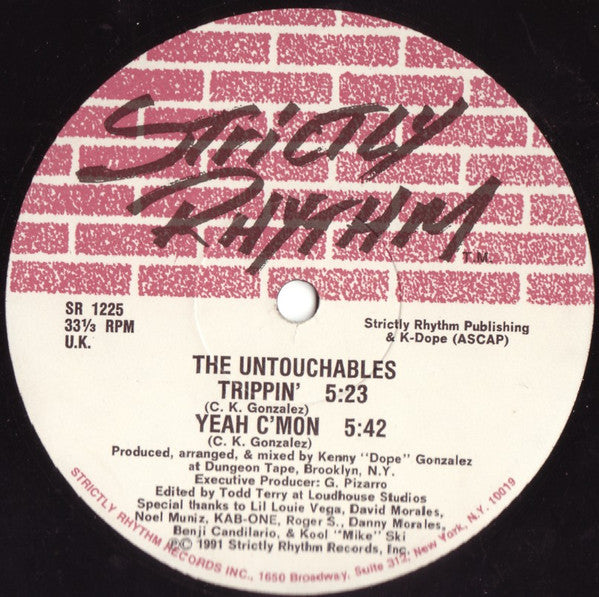 STRICTLY
RHYTHM
T.M.
SR 1225
33⅓ RPM
U.K.
Strictly Rhythm Publishing
& K-Dope (ASCAP)
THE UNTOUCHABLES
TRIPPIN' 5:23
(C. K. Gonzalez)
YEAH C'MON 5:42
(C. K. Gonzalez)
Produced, arranged, & mixed by Kenny "Dope" Gonzalez
at Dungeon Tape, Brooklyn, N.Y.
Executive Producer: G. Pizarro
Edited by Todd Terry at Loudhouse Studios
Special thanks to Lil Louie Vega, David Morales,
Noel Muniz, KAB-ONE, Roger S., Danny Morales,
Benji Candilario, & Kool "Mike" Ski
℗© 1991 Strictly Rhythm Records, Inc.
STRICTLY RHYTHM RECORDS INC., 1650 Broadway, Suite 312, New York, N.Y. 10019